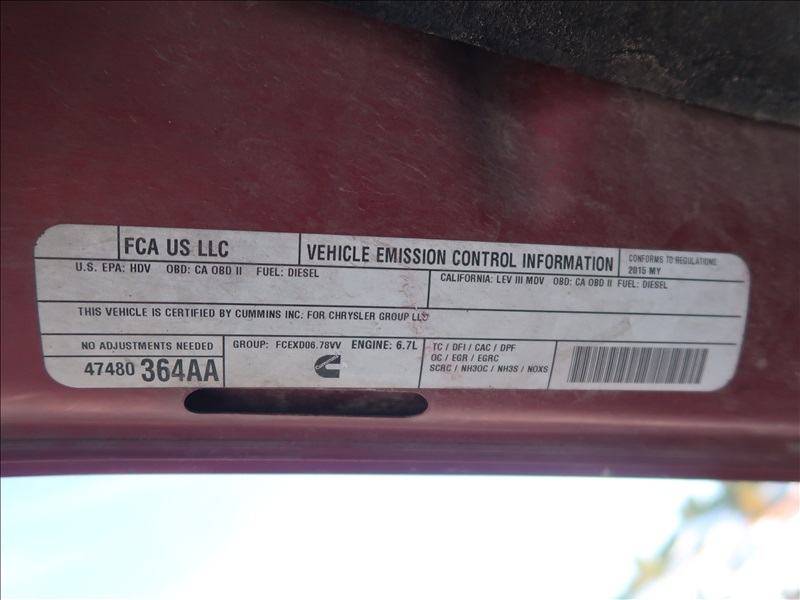 FCA US LLC
VEHICLE EMISSION CONTROL INFORMATION
CONFORMS TO REGULATIONS:
2015 MY
U.S. EPA: HDV OBD: CA OBD II FUEL: DIESEL
CALIFORNIA: LEV III MDV OBD: CA OBD II FUEL: DIESEL
THIS VEHICLE IS CERTIFIED BY CUMMINS INC. FOR CHRYSLER GROUP LLC
NO ADJUSTMENTS NEEDED
47480 364AA
GROUP: FCEXD06.78VV ENGINE: 6.7L
Cummins
TC / DFI / CAC / DPF
OC / EGR / EGRC
SCRC / NH3OC / NH3S / NOXS